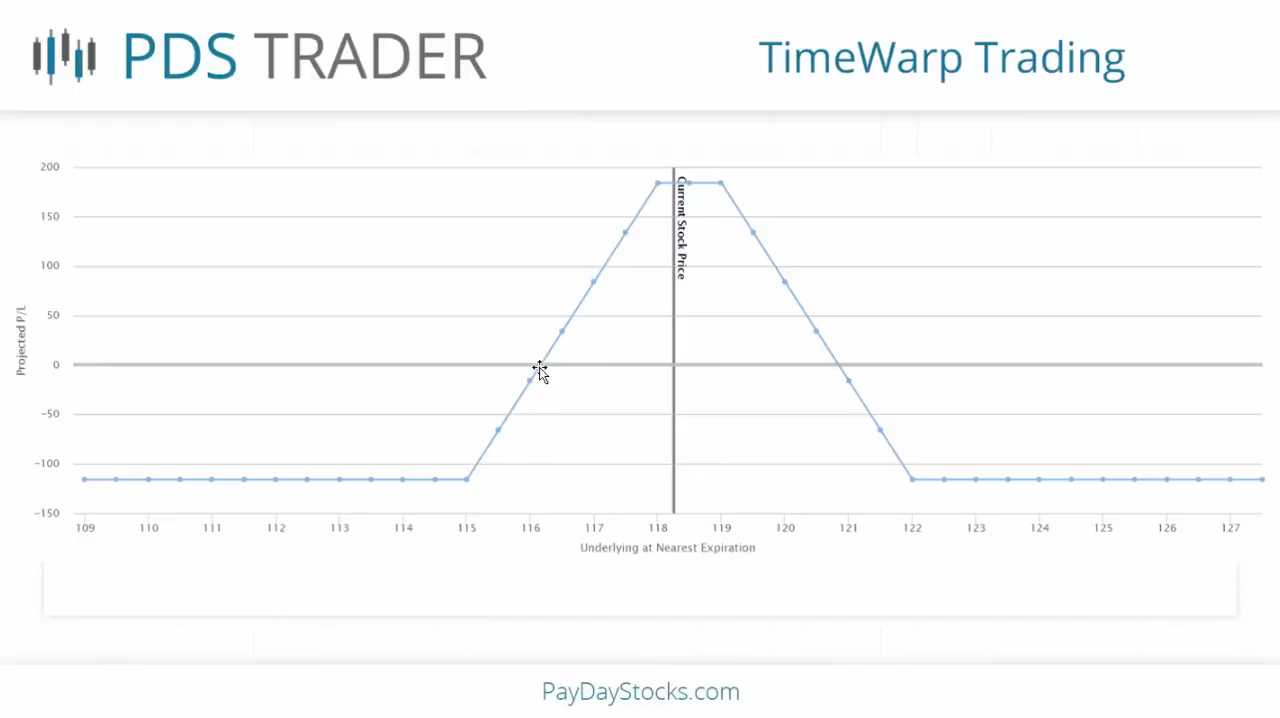 PDS TRADER
TimeWarp Trading
200
150
100
50
0
−50
−100
−150
Projected P/L
Current Stock Price
109 110 111 112 113 114 115 116 117 118 119 120 121 122 123 124 125 126 127
Underlying at Nearest Expiration
PayDayStocks.com